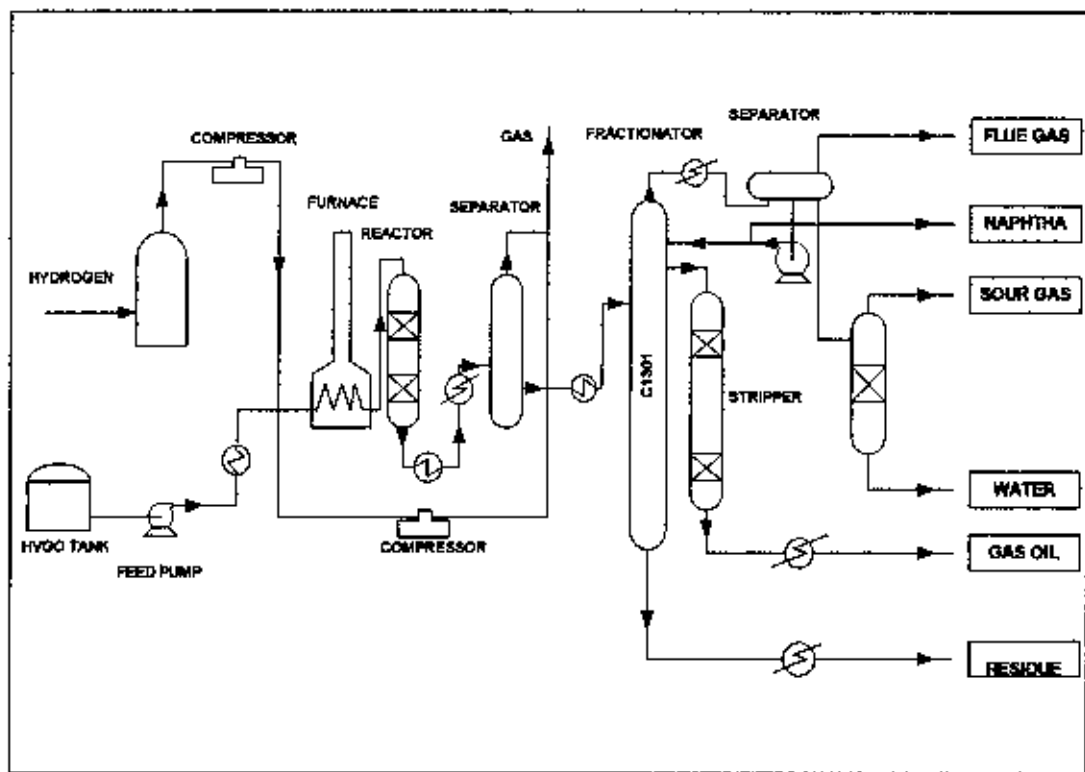 SEPARATOR
COMPRESSOR
GAS
FRACTIONATOR
FLUE GAS
FURNACE
SEPARATOR
REACTOR
NAPHTHA
HYDROGEN
SOUR GAS
C1301
STRIPPER
WATER
HVGO TANK
COMPRESSOR
GAS OIL
FEED PUMP
RESIDUE